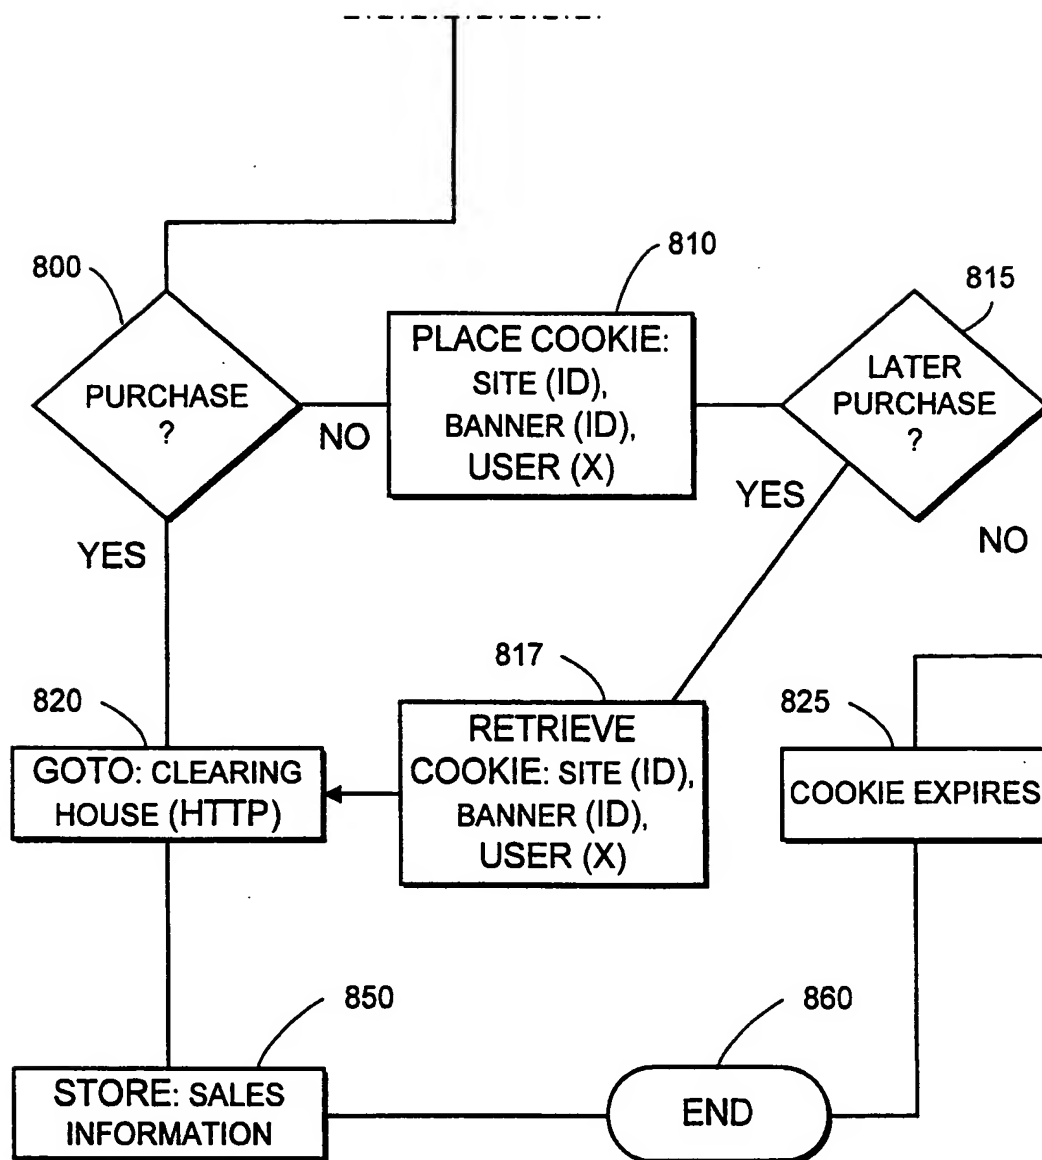 800
PURCHASE
?
NO
YES
810
PLACE COOKIE:
SITE (ID),
BANNER (ID),
USER (X)
815
LATER
PURCHASE
?
YES
NO
817
RETRIEVE
COOKIE: SITE (ID),
BANNER (ID),
USER (X)
820
GOTO: CLEARING
HOUSE (HTTP)
825
COOKIE EXPIRES
850
STORE: SALES
INFORMATION
860
END